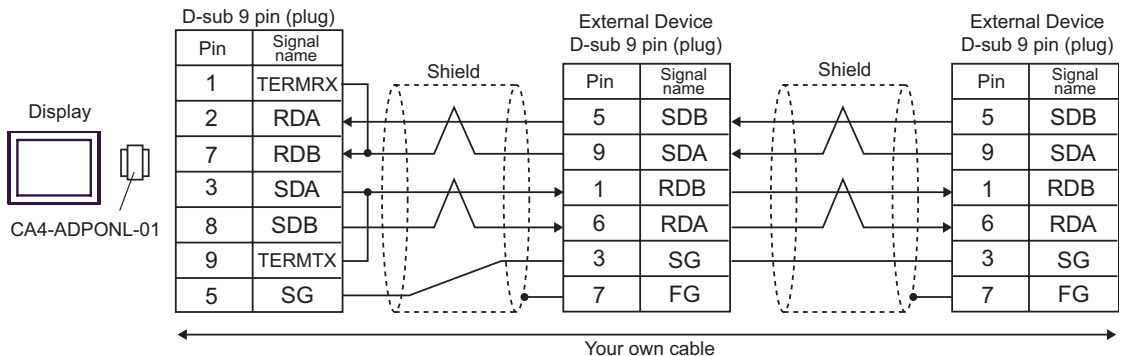 D-sub 9 pin (plug)
Pin Signal name
1 TERMRX
2 RDA
7 RDB
3 SDA
8 SDB
9 TERMTX
5 SG
Display
CA4-ADPONL-01
Shield
External Device
D-sub 9 pin (plug)
Pin Signal name
5 SDB
9 SDA
1 RDB
6 RDA
3 SG
7 FG
Shield
External Device
D-sub 9 pin (plug)
Pin Signal name
5 SDB
9 SDA
1 RDB
6 RDA
3 SG
7 FG
Your own cable